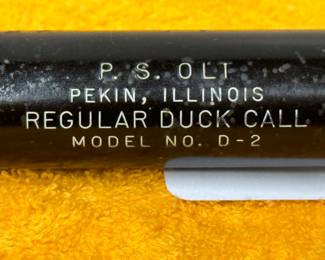 P. S. OLT
PEKIN, ILLINOIS
REGULAR DUCK CALL
MODEL NO. D-2